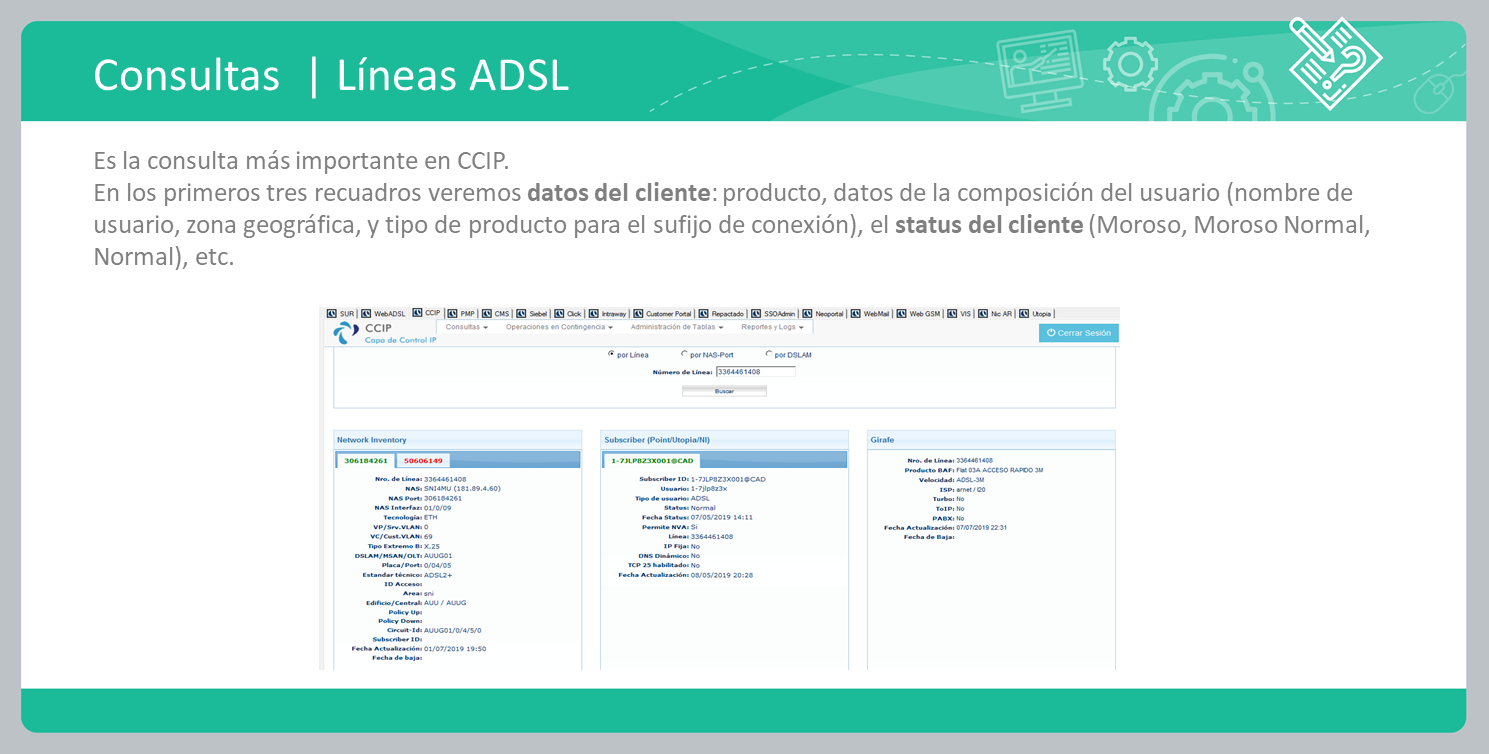 Consultas | Líneas ADSL
Es la consulta más importante en CCIP.
En los primeros tres recuadros veremos datos del cliente: producto, datos de la composición del usuario (nombre de
usuario, zona geográfica, y tipo de producto para el sufijo de conexión), el status del cliente (Moroso, Moroso Normal,
Normal), etc.
SUR | WebADSL | CCIP | PMP | CMS | Siebel | Click | Intraway | Customer Portal | Repactado | SSOAdmin | Neoportal | WebMail | Web GSM | VIS | Nic AR | Utopia |
CCIP
Capa de Control IP
Consultas Operaciones en Contingencia Administración de Tablas Reportes y Logs
Cerrar Sesión
por Línea por NAS-Port por DSLAM
Número de Línea: 3364461408
Buscar
Network Inventory
306184261 50606149
Nro. de Línea: 3364461408
NAS: SNI4MU (181.89.4.60)
NAS Port: 306184261
NAS Interfaz: 01/0/09
Tecnología: ETH
VP/Srv.VLAN: 0
VC/Cust.VLAN: 69
Tipo Extremo B: X.25
DSLAM/MSAN/OLT: AUUG01
Placa/Port: 0/04/05
Estandar técnico: ADSL2+
ID Acceso:
Area: sni
Edificio/Central: AUU / AUUG
Policy Up:
Policy Down:
Circuit-Id: AUUG01/0/4/5/0
Subscriber ID:
Fecha Actualización: 01/07/2019 19:50
Fecha de baja:
Subscriber (Point/Utopia/NI)
1-7JLP8Z3X001@CAD
Subscriber ID: 1-7JLP8Z3X001@CAD
Usuario: 1-7jlp8z3x
Tipo de usuario: ADSL
Status: Normal
Fecha Status: 07/05/2019 14:11
Permite NVA: Si
Línea: 3364461408
IP Fija: No
DNS Dinámico: No
TCP 25 habilitado: No
Fecha Actualización: 08/05/2019 20:28
Girafe
Nro. de Línea: 3364461408
Producto BAF: Flat 03A ACCESO RAPIDO 3M
Velocidad: ADSL-3M
ISP: arnet / I20
Turbo: No
ToIP: No
PABX: No
Fecha Actualización: 07/07/2019 22:31
Fecha de Baja: